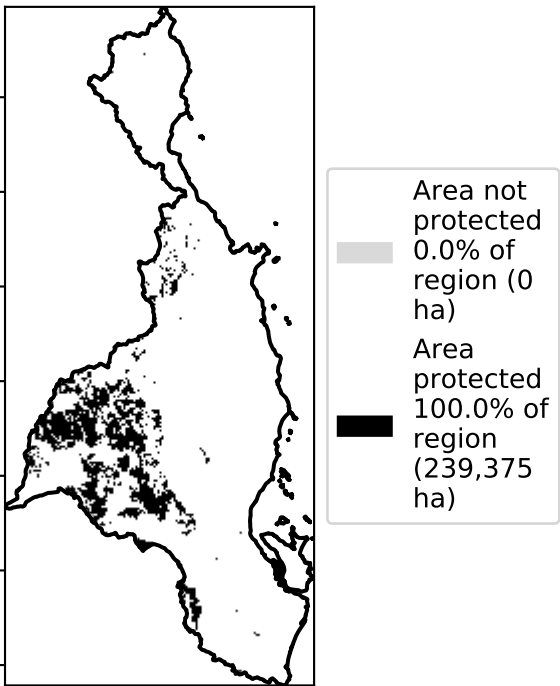 Area not
protected
0.0% of
region (0
ha)
Area
protected
100.0% of
region
(239,375
ha)